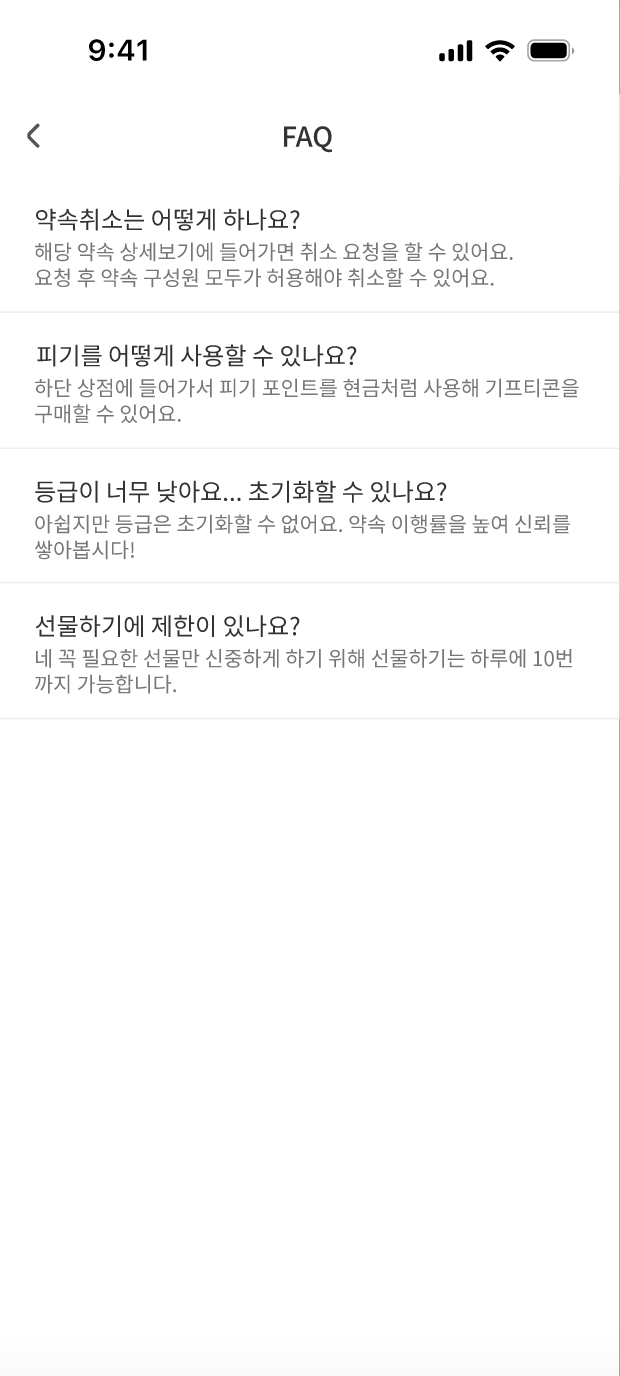 9:41
FAQ
약속취소는 어떻게 하나요?
해당 약속 상세보기에 들어가면 취소 요청을 할 수 있어요.
요청 후 약속 구성원 모두가 허용해야 취소할 수 있어요.
피기를 어떻게 사용할 수 있나요?
하단 상점에 들어가서 피기 포인트를 현금처럼 사용해 기프티콘을
구매할 수 있어요.
등급이 너무 낮아요... 초기화할 수 있나요?
아쉽지만 등급은 초기화할 수 없어요. 약속 이행률을 높여 신뢰를
쌓아봅시다!
선물하기에 제한이 있나요?
네 꼭 필요한 선물만 신중하게 하기 위해 선물하기는 하루에 10번
까지 가능합니다.